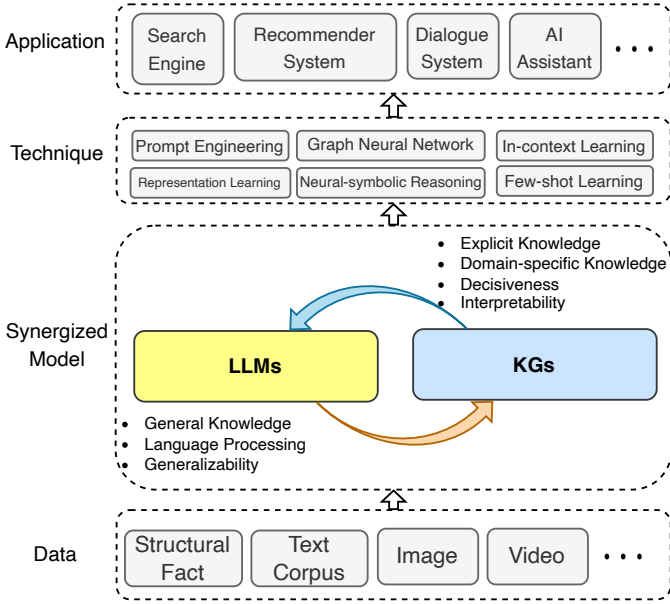 Application
Search
Engine
Recommender
System
Dialogue
System
AI
Assistant
• • •
Technique
Prompt Engineering
Graph Neural Network
In-context Learning
Representation Learning
Neural-symbolic Reasoning
Few-shot Learning
Synergized
Model
• Explicit Knowledge
• Domain-specific Knowledge
• Decisiveness
• Interpretability
LLMs
KGs
• General Knowledge
• Language Processing
• Generalizability
Data
Structural
Fact
Text
Corpus
Image
Video
• • •